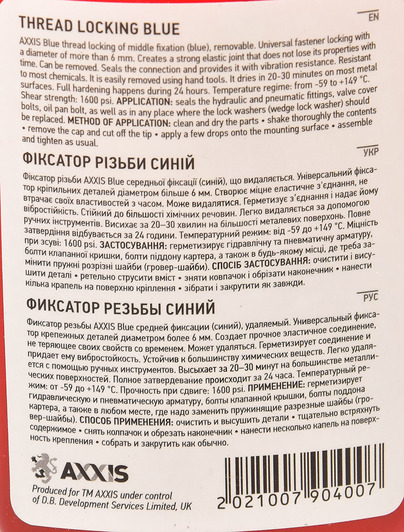 EN
THREAD LOCKING BLUE
AXXIS Blue thread locking of middle fixation (blue), removable. Universal fastener locking with
a diameter of more than 6 mm. Creates a strong elastic joint that does not lose its properties with
time. Can be removed. Seals the connection and provides it with vibration resistance. Resistant
to most chemicals. It is easily removed using hand tools. It dries in 20-30 minutes on most metal
surfaces. Full hardening happens during 24 hours. Temperature regime: from -59 to +149 °C.
Shear strength: 1600 psi. APPLICATION: seals the hydraulic and pneumatic fittings, valve cover
bolts, oil pan bolt, as well as in any place where the lock washers (wedge lock washer) should
be replaced. METHOD OF APPLICATION: clean and dry the parts • shake thoroughly the contents
• remove the cap and cut off the tip • apply a few drops onto the mounting surface • assemble
and tighten as usual.
УКР
ФІКСАТОР РІЗЬБИ СИНІЙ
Фіксатор різьби AXXIS Blue середньої фіксації (синій), що видаляється. Універсальний фікса-
тор кріпильних деталей діаметром більше 6 мм. Створює міцне еластичне з'єднання, не
втрачає своїх властивостей з часом. Може видалятися. Герметизує з'єднання і надає йому
вібростійкість. Стійкий до більшості хімічних речовин. Легко видаляється за допомогою
ручних інструментів. Висихає за 20-30 хвилин на більшості металевих поверхонь. Повне
затвердіння відбувається за 24 години. Температурний режим: від -59 до +149 °C. Міцність
при зсуві: 1600 psi. ЗАСТОСУВАННЯ: герметизує гідравлічну та пневматичну арматуру,
болти клапанної кришки, болти піддону картера, а також в будь-якому місці, де треба за-
мінити пружні розрізні шайби (гровер-шайби). СПОСІБ ЗАСТОСУВАННЯ: очистити і вису-
шити деталі • ретельно струсити вміст • зняти ковпачок і обрізати наконечник • нанести
кілька крапель на поверхню кріплення • зібрати і закрутити як завжди.
РУС
ФИКСАТОР РЕЗЬБЫ СИНИЙ
Фиксатор резьбы AXXIS Blue средней фиксации (синий), удаляемый. Универсальный фикса-
тор крепежных деталей диаметром более 6 мм. Создает прочное эластичное соединение,
не теряющее своих свойств со временем. Может удаляться. Герметизирует соединение и
придает ему вибростойкость. Устойчив к большинству химических веществ. Легко удаля-
ется с помощью ручных инструментов. Высыхает за 20-30 минут на большинстве металли-
ческих поверхностей. Полное затвердевание происходит за 24 часа. Температурный ре-
жим: от -59 до +149 °C. Прочность при сдвиге: 1600 psi. ПРИМЕНЕНИЕ: герметизирует
гидравлическую и пневматическую арматуру, болты клапанной крышки, болты поддона
картера, а также в любом месте, где надо заменить пружинящие разрезные шайбы (гро-
вер-шайбы). СПОСОБ ПРИМЕНЕНИЯ: очистить и высушить детали • тщательно встряхнуть
содержимое • снять колпачок и обрезать наконечник • нанести несколько капель на поверх-
ность крепления • собрать и закрутить как обычно.
AXXIS
Produced for TM AXXIS under control
of D.B. Development Services Limited, UK
2 021007 904007